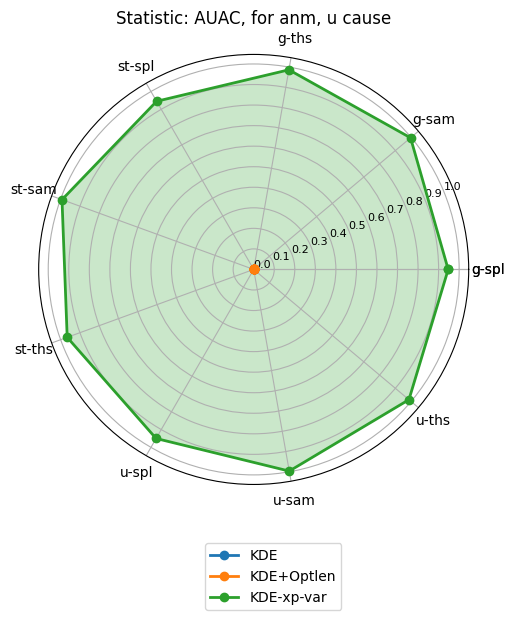 Statistic: AUAC, for anm, u cause
g-ths
st-spl
g-sam
st-sam
1.0
0.9
0.8
0.7
0.6
0.5
0.4
0.3
0.2
0.1
0.0
g-spl
st-ths
u-ths
u-spl
u-sam
KDE
KDE+Optlen
KDE-xp-var